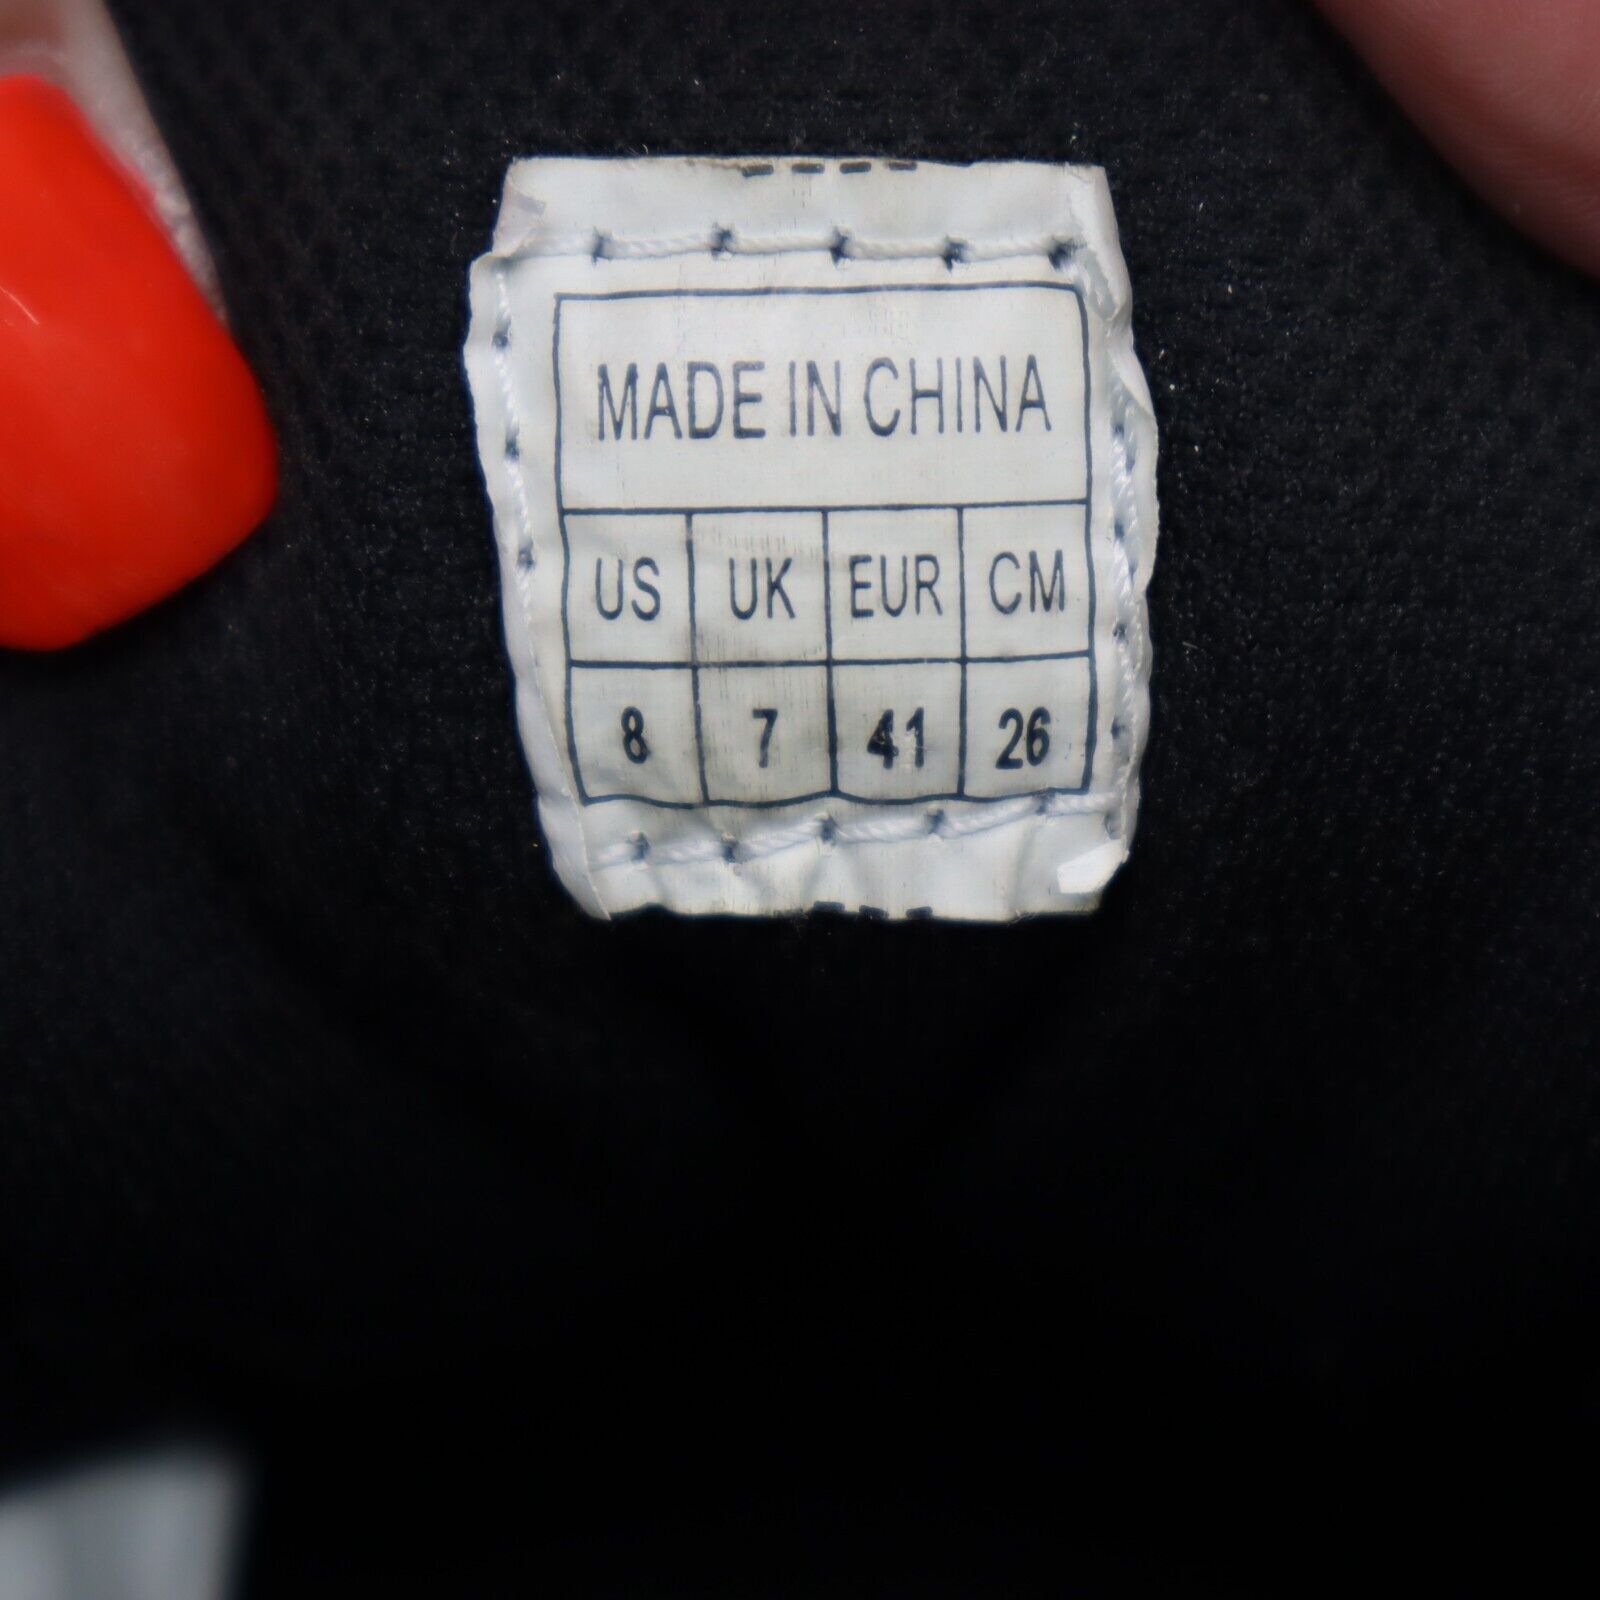 MADE IN CHINA
US UK EUR CM
8 7 41 26